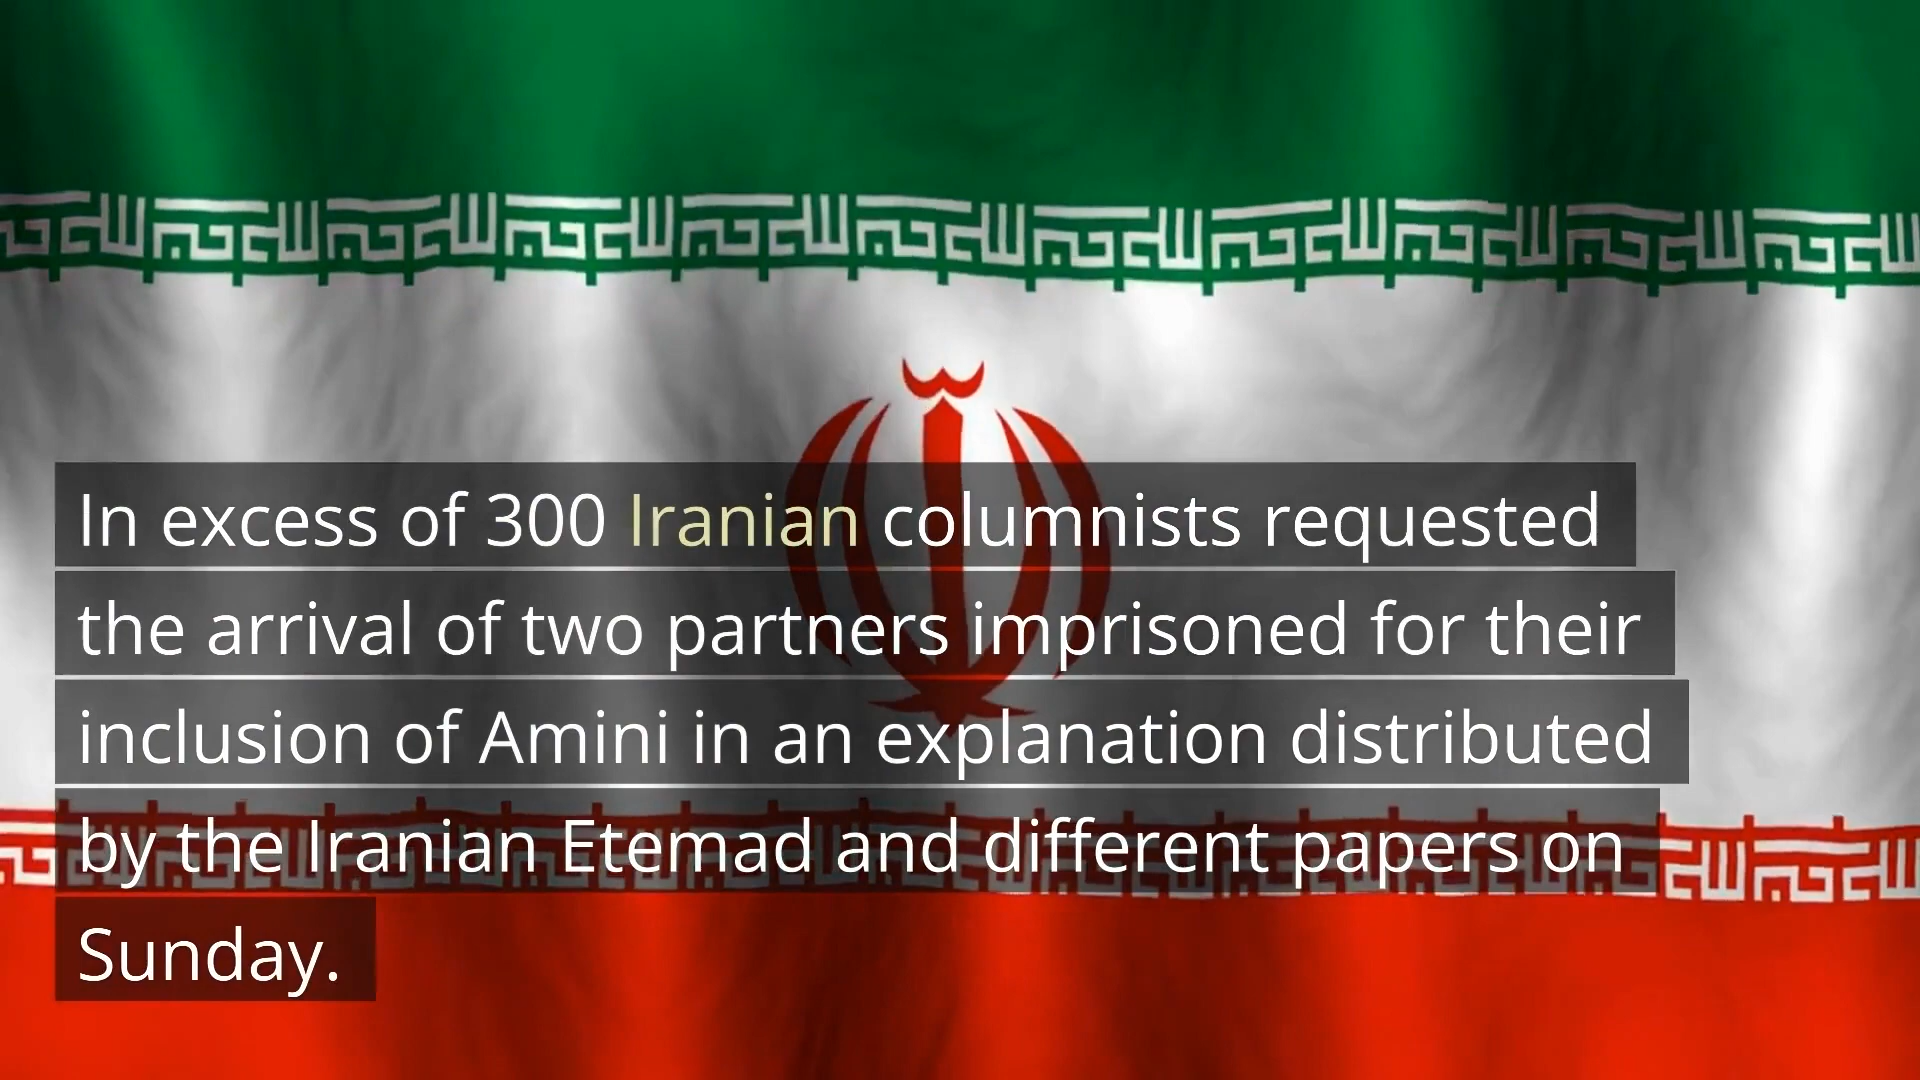 In excess of 300 Iranian columnists requested
the arrival of two partners imprisoned for their
inclusion of Amini in an explanation distributed
by the Iranian Etemad and different papers on
Sunday.